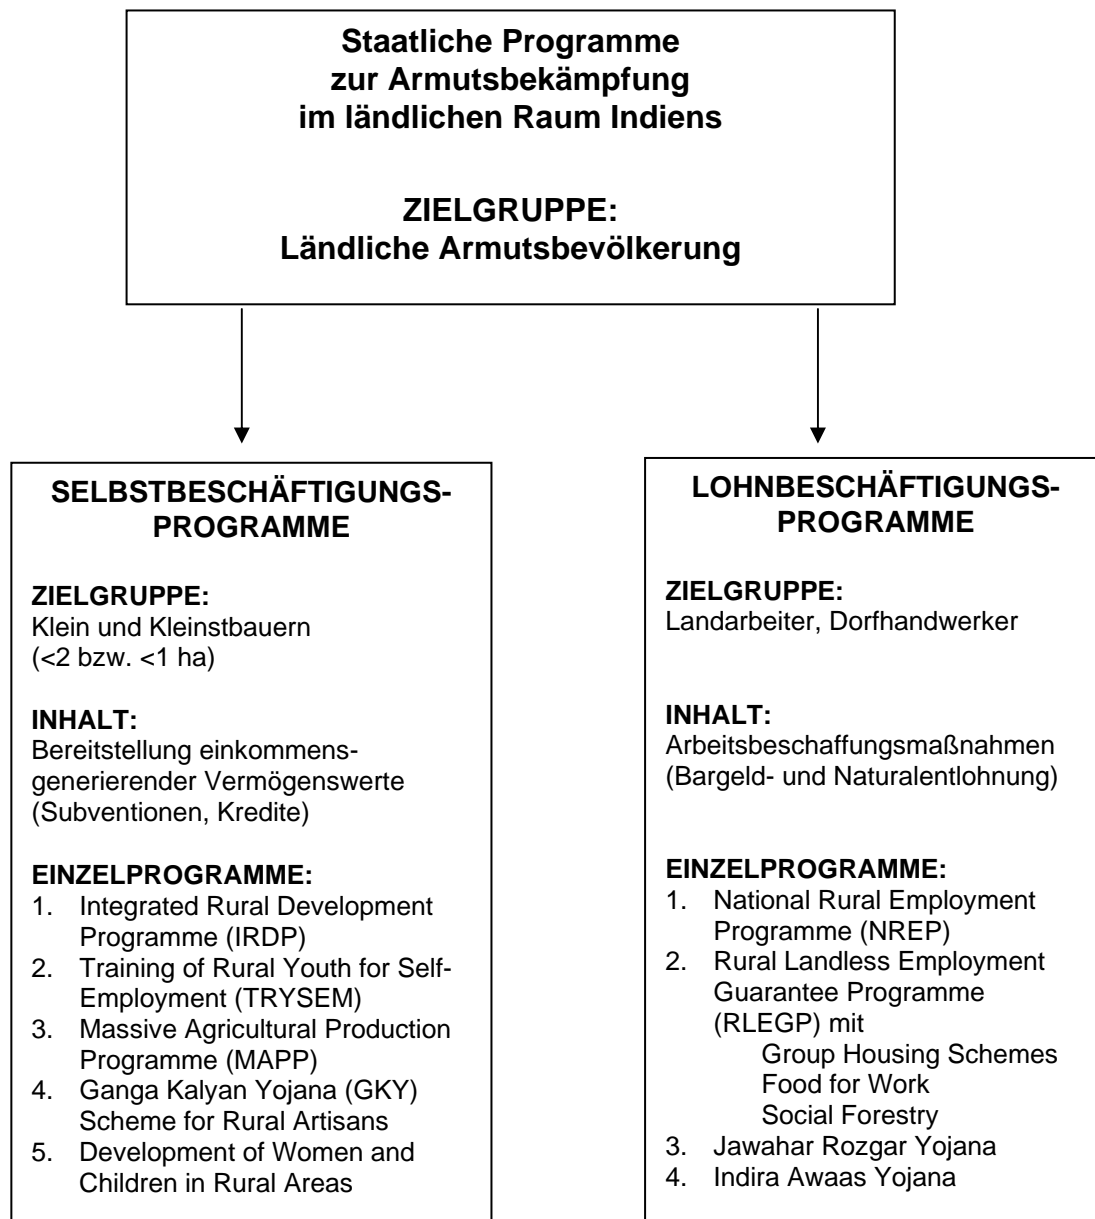 Staatliche Programme
zur Armutsbekämpfung
im ländlichen Raum Indiens
ZIELGRUPPE:
Ländliche Armutsbevölkerung
SELBSTBESCHÄFTIGUNGS-
PROGRAMME
ZIELGRUPPE:
Klein und Kleinstbauern
(<2 bzw. <1 ha)
INHALT:
Bereitstellung einkommens-
generierender Vermögenswerte
(Subventionen, Kredite)
EINZELPROGRAMME:
1. Integrated Rural Development
Programme (IRDP)
2. Training of Rural Youth for Self-
Employment (TRYSEM)
3. Massive Agricultural Production
Programme (MAPP)
4. Ganga Kalyan Yojana (GKY)
Scheme for Rural Artisans
5. Development of Women and
Children in Rural Areas
LOHNBESCHÄFTIGUNGS-
PROGRAMME
ZIELGRUPPE:
Landarbeiter, Dorfhandwerker
INHALT:
Arbeitsbeschaffungsmaßnahmen
(Bargeld- und Naturalentlohnung)
EINZELPROGRAMME:
1. National Rural Employment
Programme (NREP)
2. Rural Landless Employment
Guarantee Programme
(RLEGP) mit
Group Housing Schemes
Food for Work
Social Forestry
3. Jawahar Rozgar Yojana
4. Indira Awaas Yojana